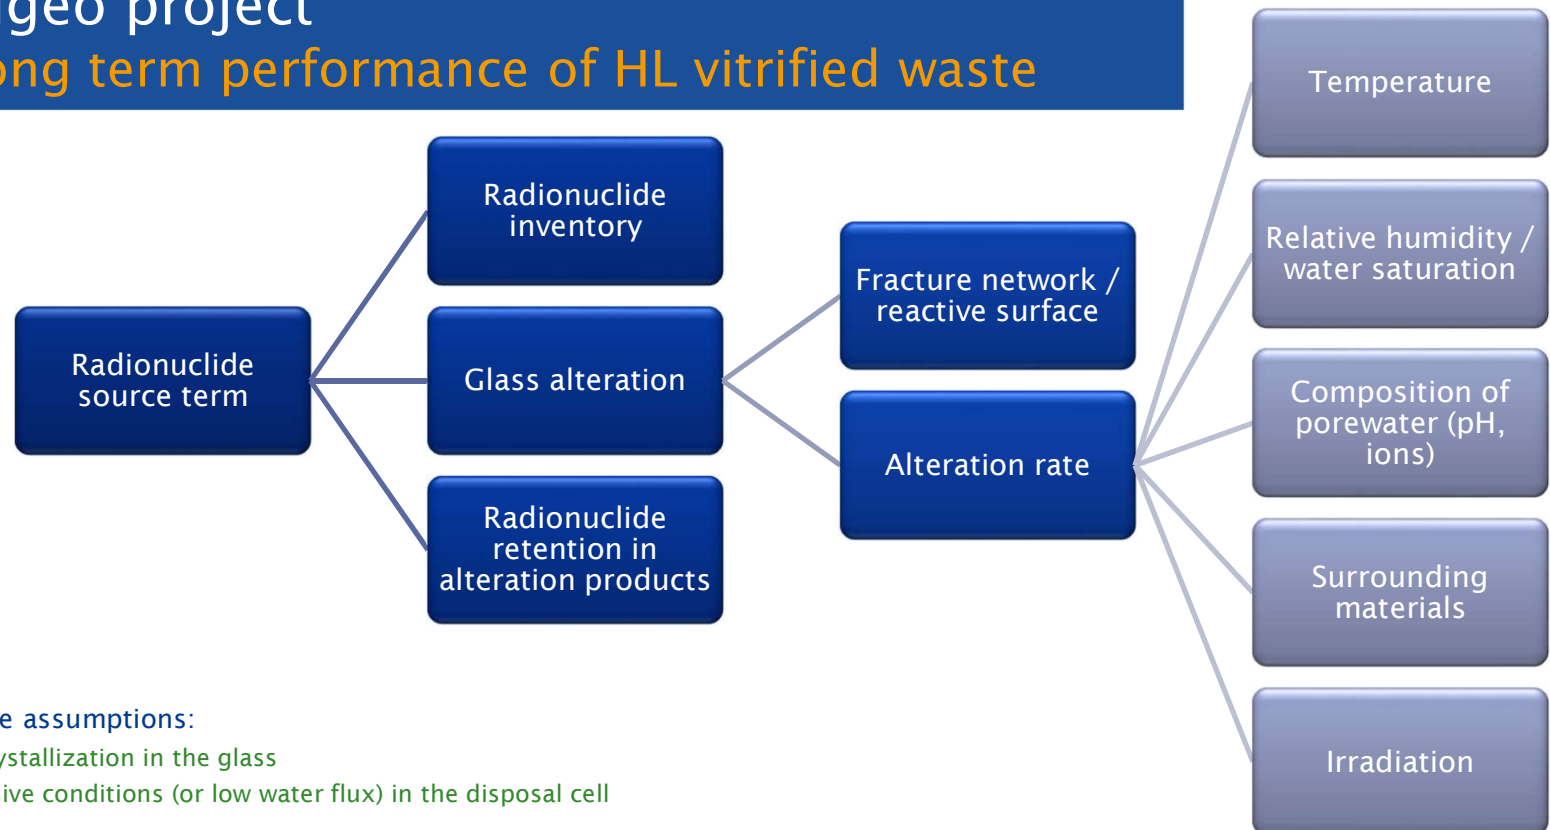 geo project
ong term performance of HL vitrified waste
Radionuclide
source term
Radionuclide
inventory
Glass alteration
Radionuclide
retention in
alteration products
Fracture network /
reactive surface
Alteration rate
Temperature
Relative humidity /
water saturation
Composition of
porewater (pH,
ions)
Surrounding
materials
Irradiation
e assumptions:
ystallization in the glass
ive conditions (or low water flux) in the disposal cell